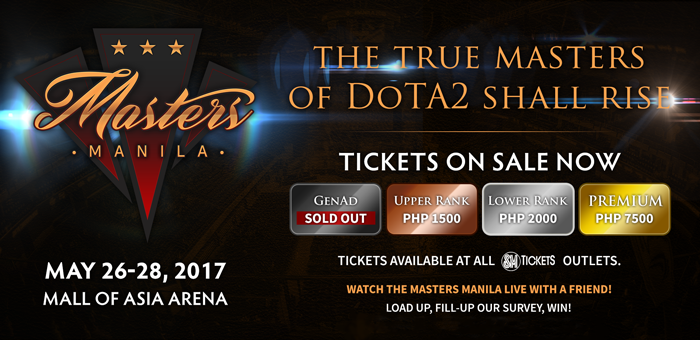 Masters
• MANILA •
MAY 26-28, 2017
MALL OF ASIA ARENA
THE TRUE MASTERS
OF DOTA2 SHALL RISE
TICKETS ON SALE NOW
GENAD
SOLD OUT
UPPER RANK
PHP 1500
LOWER RANK
PHP 2000
PREMIUM
PHP 7500
TICKETS AVAILABLE AT ALL SM TICKETS OUTLETS.
WATCH THE MASTERS MANILA LIVE WITH A FRIEND!
LOAD UP, FILL-UP OUR SURVEY, WIN!